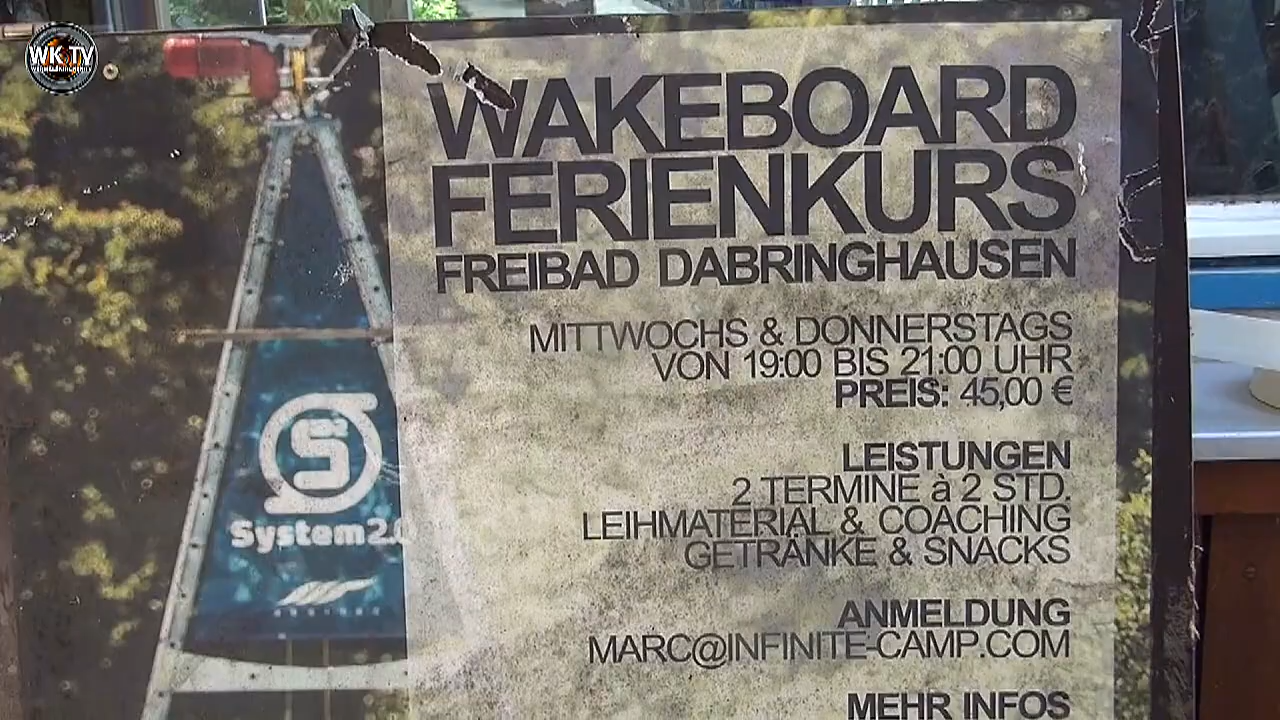 WK TV
WAKEBOARD
FERIENKURS
FREIBAD DABRINGHAUSEN
MITTWOCHS & DONNERSTAGS
VON 19:00 BIS 21:00 UHR
PREIS: 45,00 €
LEISTUNGEN
2 TERMINE à 2 STD.
LEIHMATERIAL & COACHING
GETRÄNKE & SNACKS
ANMELDUNG
MARC@INFINITE-CAMP.COM
MEHR INFOS
S
System2.0